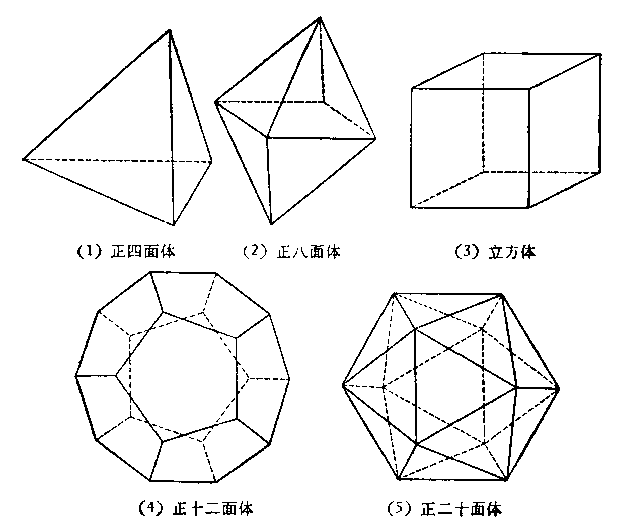 (1) 正四面体
(2) 正八面体
(3) 立方体
(4) 正十二面体
(5) 正二十面体